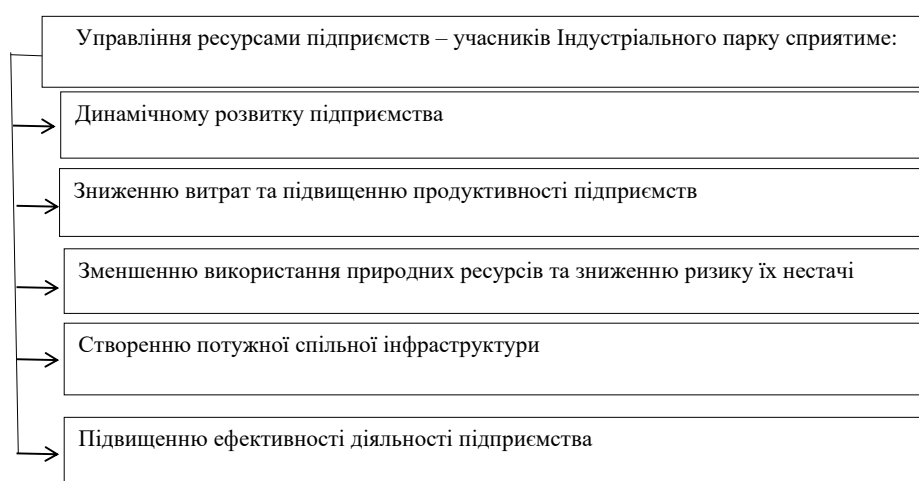 Управління ресурсами підприємств – учасників Індустріального парку сприятиме:
Динамічному розвитку підприємства
Зниженню витрат та підвищенню продуктивності підприємств
Зменшенню використання природних ресурсів та зниженню ризику їх нестачі
Створенню потужної спільної інфраструктури
Підвищенню ефективності діяльності підприємства